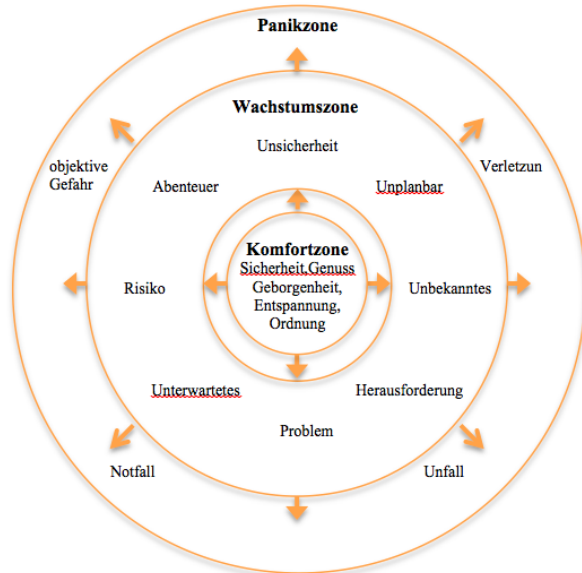 Panikzone
Wachstumszone
Unsicherheit
objektive
Gefahr
Verletzun
Abenteuer
Unplanbar
Komfortzone
Sicherheit,Genuss
Geborgenheit,
Entspannung,
Ordnung
Risiko
Unbekanntes
Unterwartetes
Herausforderung
Problem
Notfall
Unfall